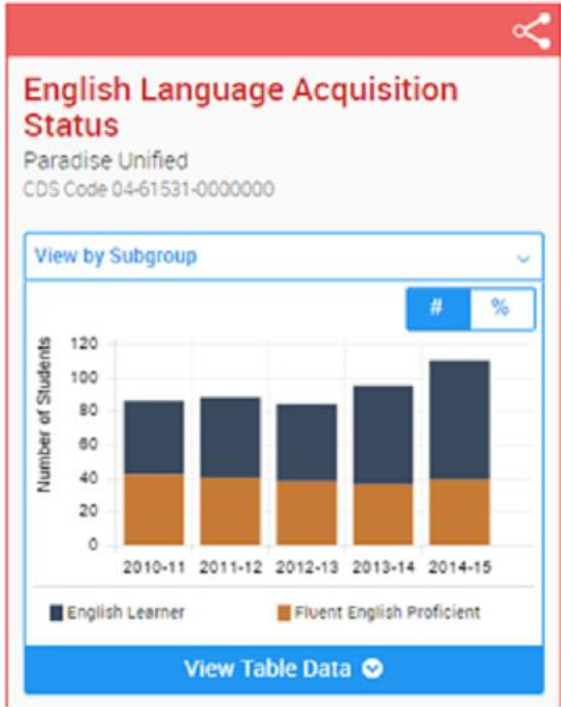 English Language Acquisition
Status
Paradise Unified
CDS Code 04-61531-0000000
View by Subgroup
# %
Number of Students
120
100
80
60
40
20
0
2010-11 2011-12 2012-13 2013-14 2014-15
English Learner Fluent English Proficient
View Table Data